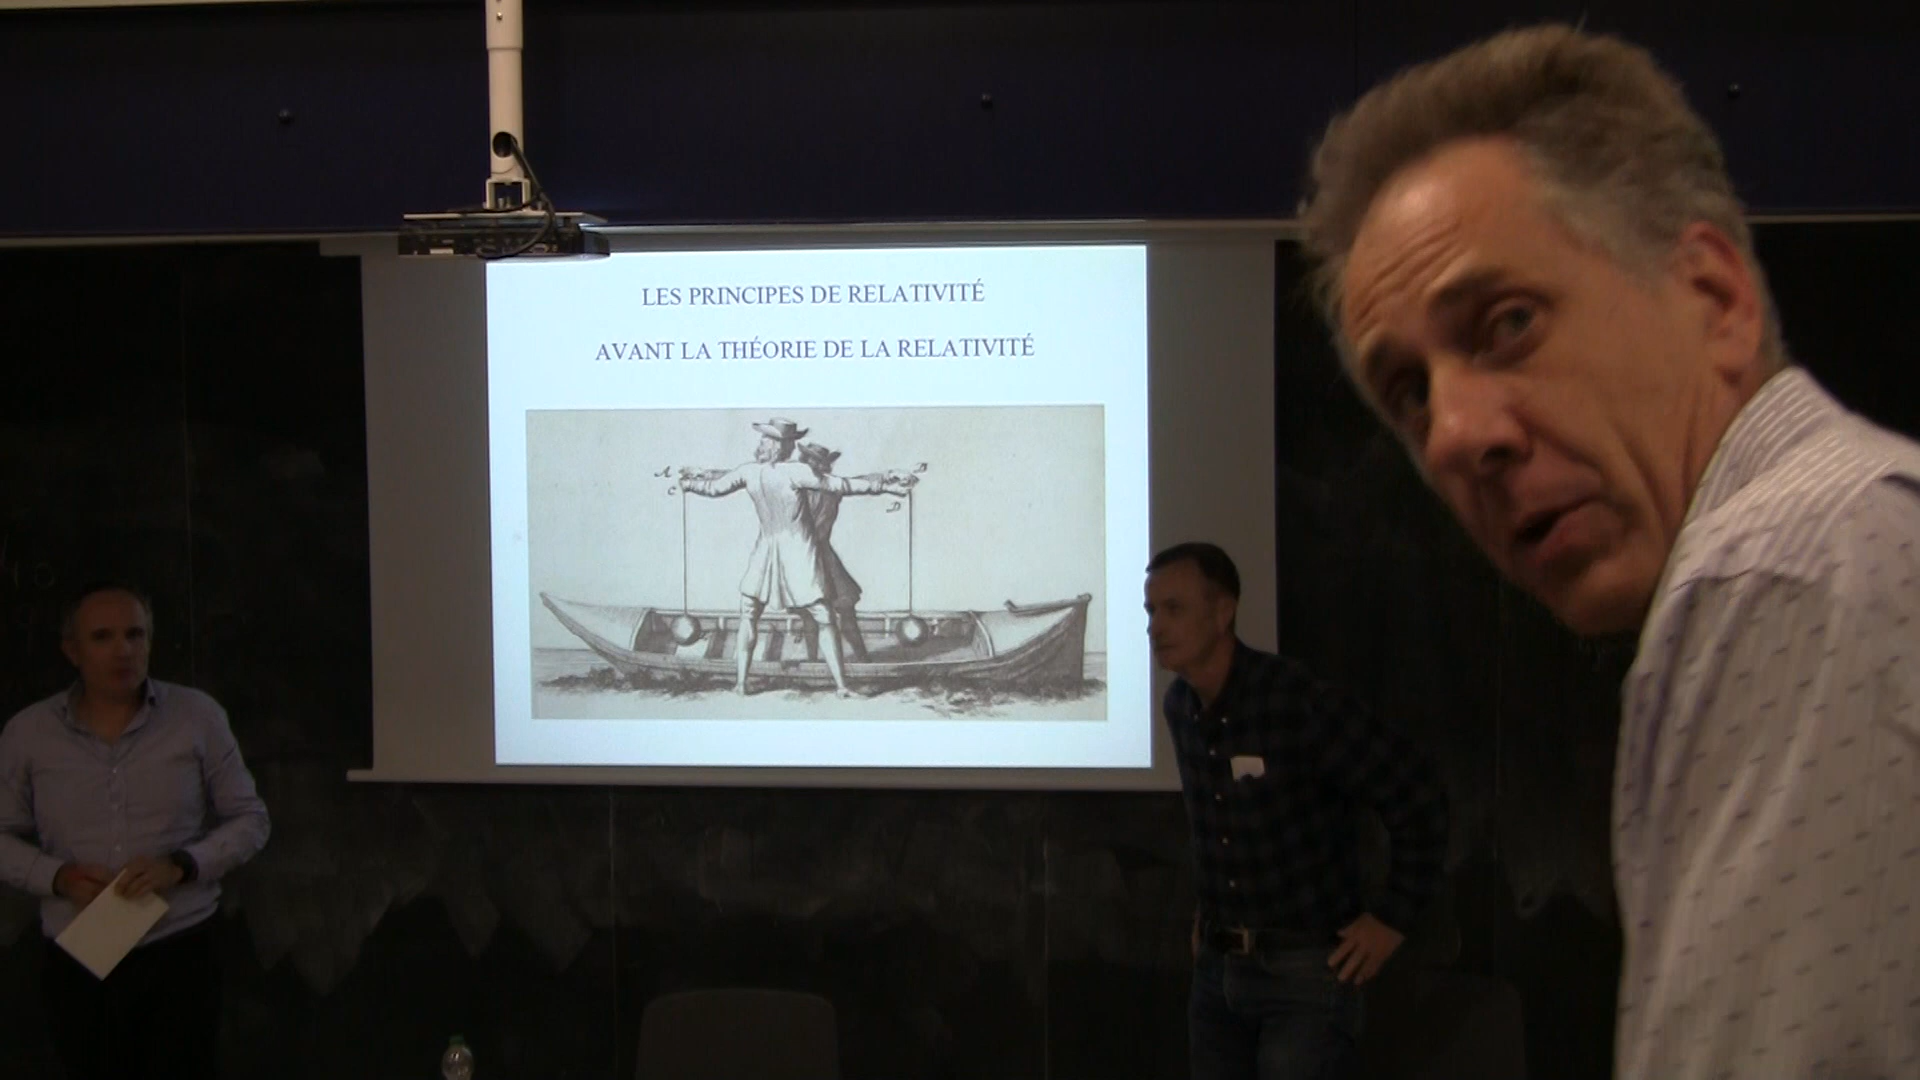 LES PRINCIPES DE RELATIVITÉ
AVANT LA THÉORIE DE LA RELATIVITÉ
A
C
D